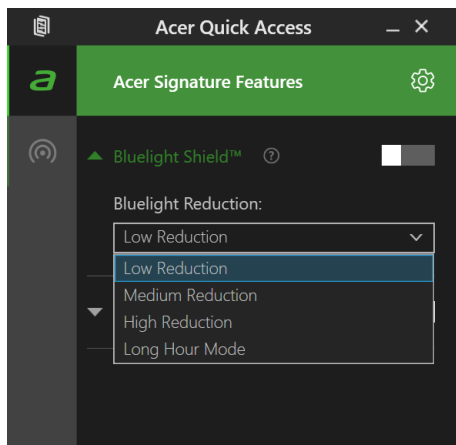 Acer Quick Access
a
Acer Signature Features
Bluelight Shield™ ?
Bluelight Reduction:
Low Reduction
Low Reduction
Medium Reduction
High Reduction
Long Hour Mode